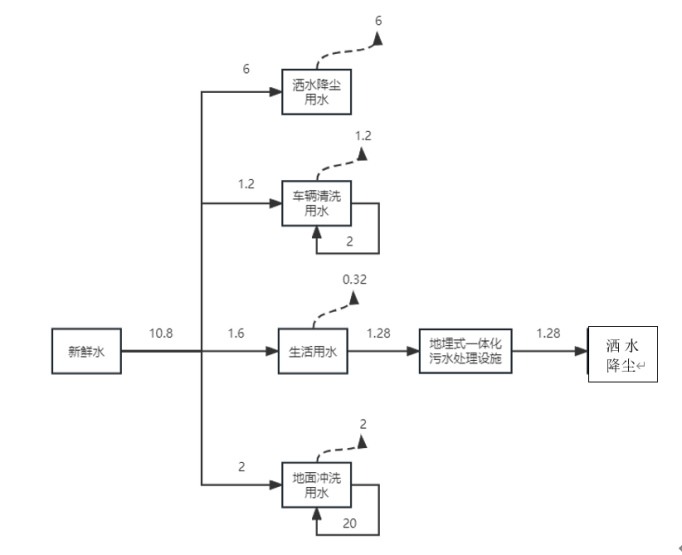 6
6
洒水降尘
用水
1.2
1.2
车辆清洗
用水
2
0.32
新鲜水
10.8
1.6
生活用水
1.28
地埋式一体化
污水处理设施
1.28
洒 水
降尘↵
2
2
地面冲洗
用水
20